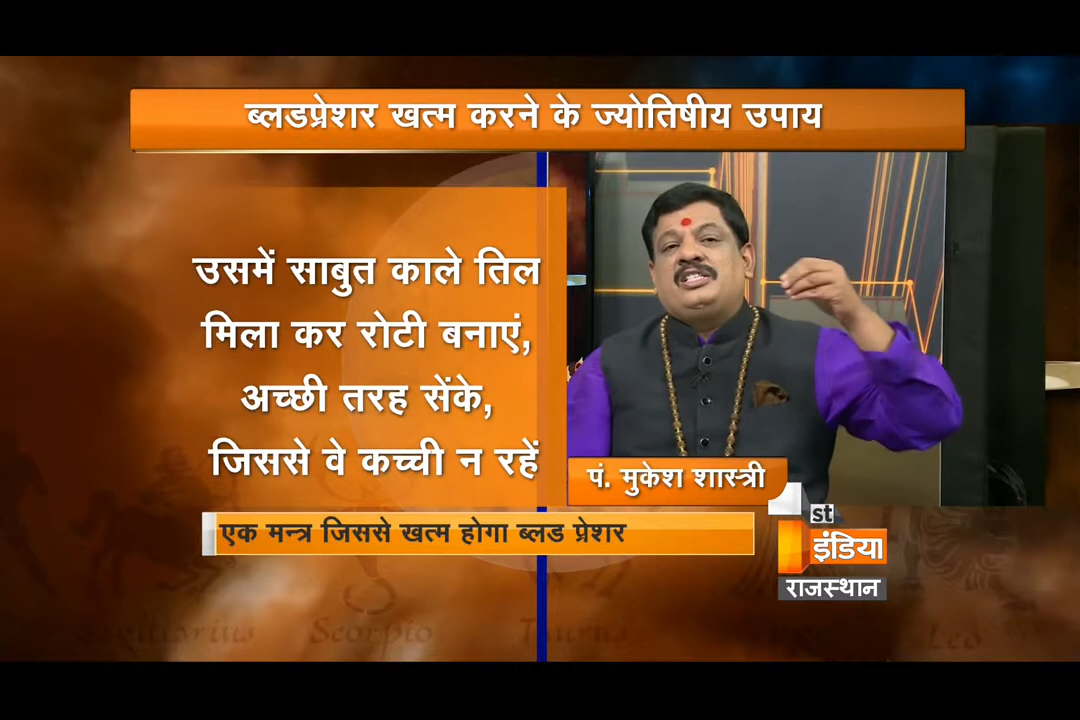 ब्लडप्रेशर खत्म करने के ज्योतिषीय उपाय
उसमें साबुत काले तिल
मिला कर रोटी बनाएं,
अच्छी तरह सेंके,
जिससे वे कच्ची न रहें
पं. मुकेश शास्त्री
एक मन्त्र जिससे खत्म होगा ब्लड प्रेशर
1st
इंडिया
राजस्थान
Sagittarius
Scorpio
Taurus
Leo